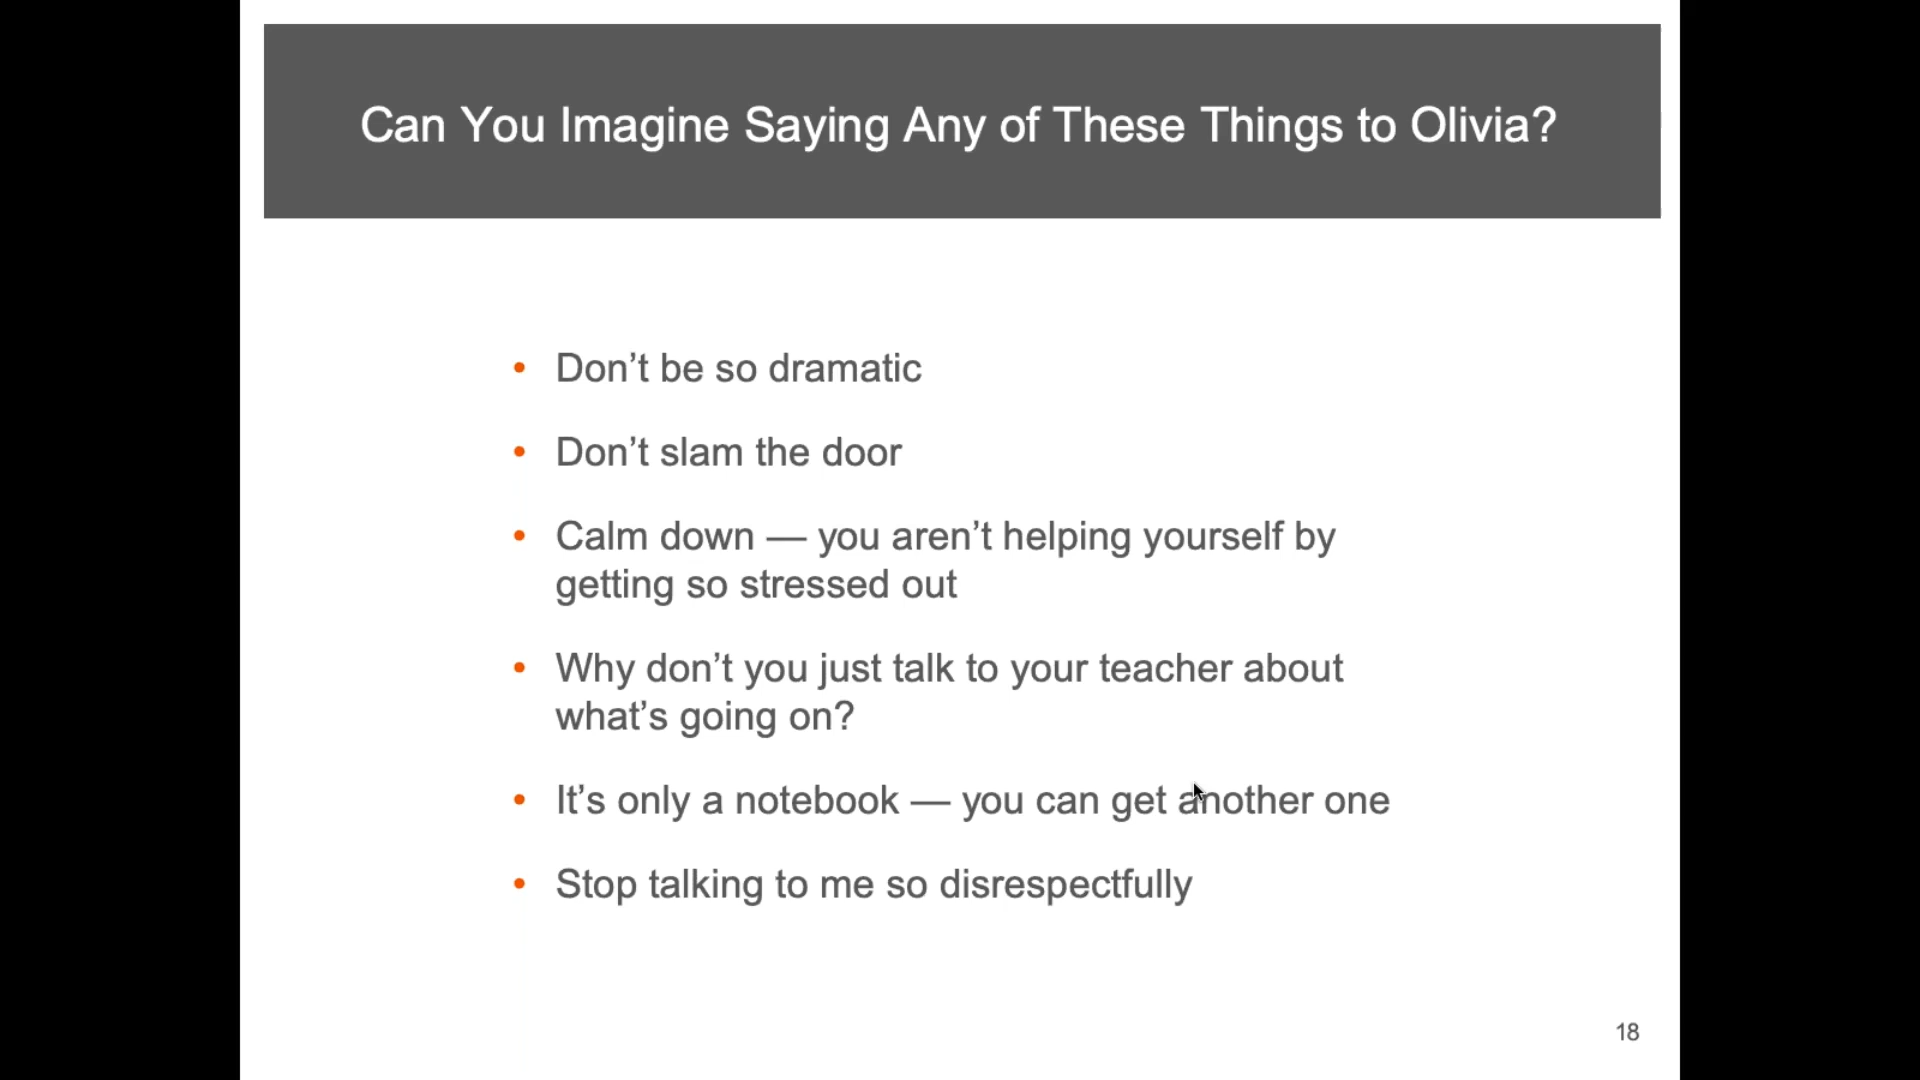 Can You Imagine Saying Any of These Things to Olivia?
• Don’t be so dramatic
• Don’t slam the door
• Calm down — you aren’t helping yourself by
getting so stressed out
• Why don’t you just talk to your teacher about
what’s going on?
• It’s only a notebook — you can get another one
• Stop talking to me so disrespectfully
18